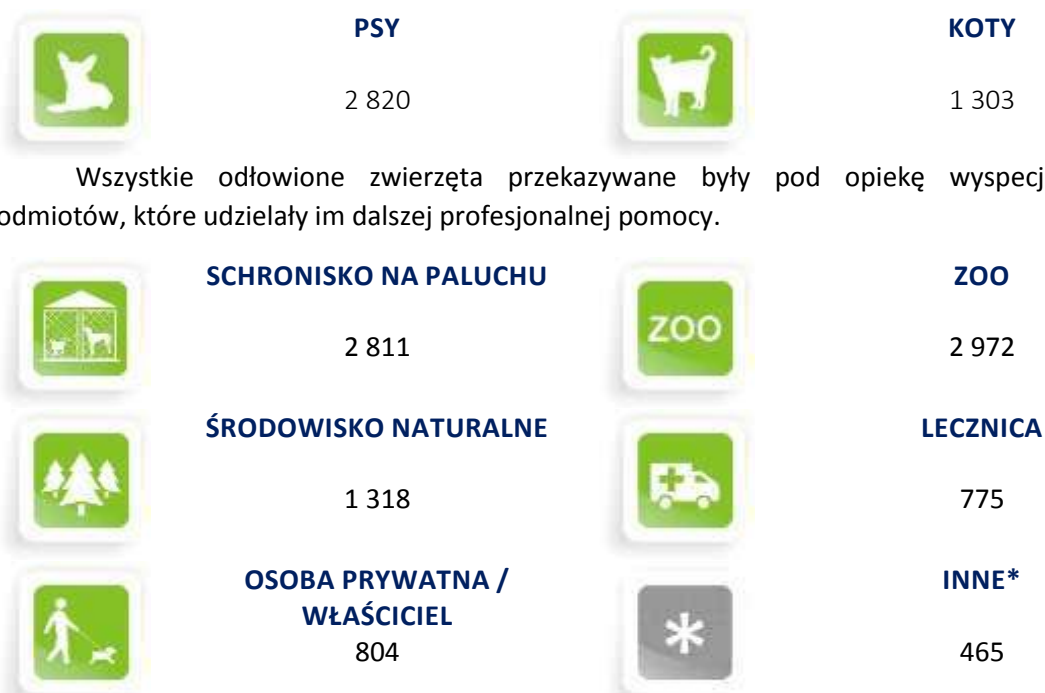 PSY KOTY
2 820 1 303
Wszystkie odłowione zwierzęta przekazywane były pod opiekę wyspecj
odmiotów, które udzielały im dalszej profesjonalnej pomocy.
SCHRONISKO NA PALUCHU ZOO
ZOO
2 811 2 972
ŚRODOWISKO NATURALNE LECZNICA
1 318 775
OSOBA PRYWATNA / INNE*
WŁAŚCICIEL
*
804 465